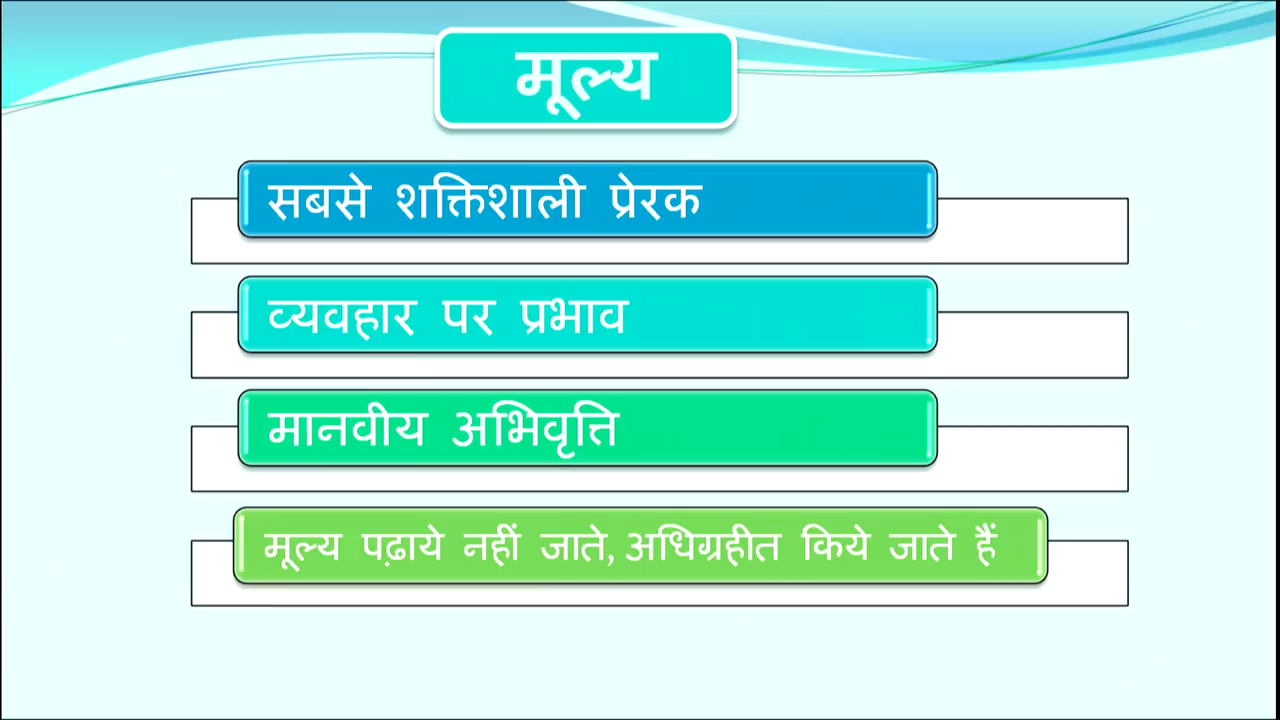 मूल्य
सबसे शक्तिशाली प्रेरक
व्यवहार पर प्रभाव
मानवीय अभिवृत्ति
मूल्य पढ़ाये नहीं जाते, अधिग्रहीत किये जाते हैं